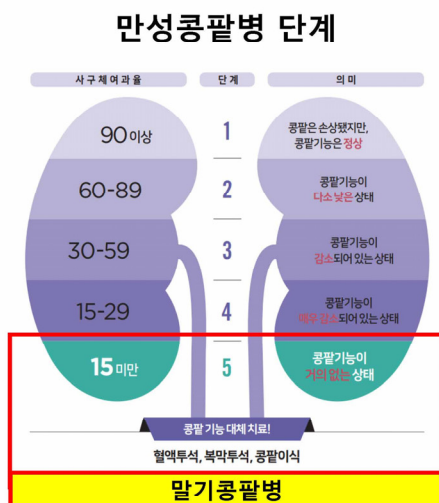 만성콩팥병 단계
사구체여과율 단계 의미
90 이상 1 콩팥은 손상됐지만,
콩팥기능은 정상
60-89 2 콩팥기능이
다소 낮은 상태
30-59 3 콩팥기능이
감소되어 있는 상태
15-29 4 콩팥기능이
매우 감소되어 있는 상태
15 미만 5 콩팥기능이
거의 없는 상태
콩팥 기능 대체 치료!
혈액투석, 복막투석, 콩팥이식
말기콩팥병